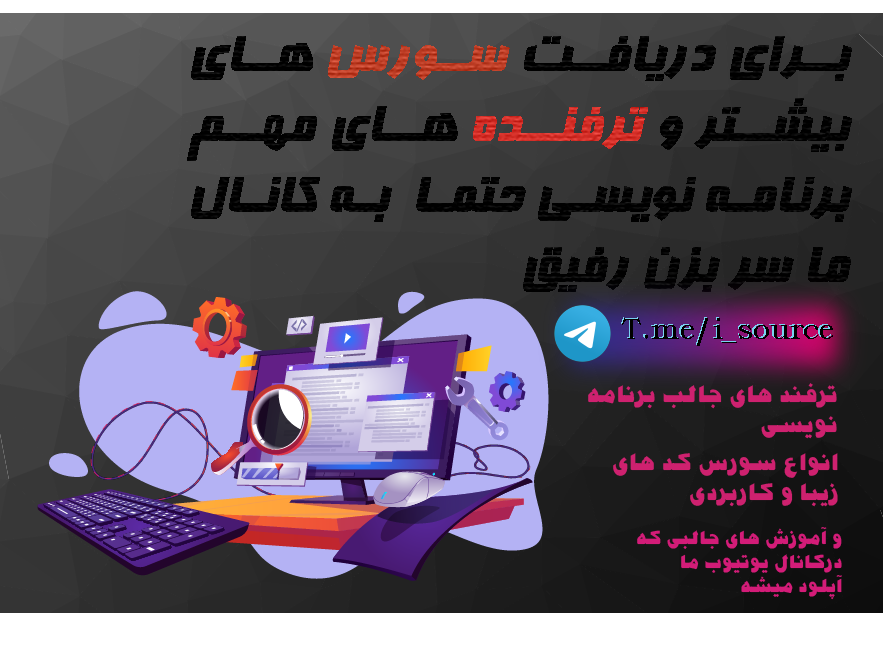 برای دریافت سورس های
بیشتر و ترفنده های مهم
برنامه نویسی حتما به کانال
ما سر بزن رفیق
T.me/i_source
ترفند های جالب برنامه
نویسی
انواع سورس کد های
زیبا و کاربردی
و آموزش های جالبی که
درکانال یوتیوب ما
آپلود میشه